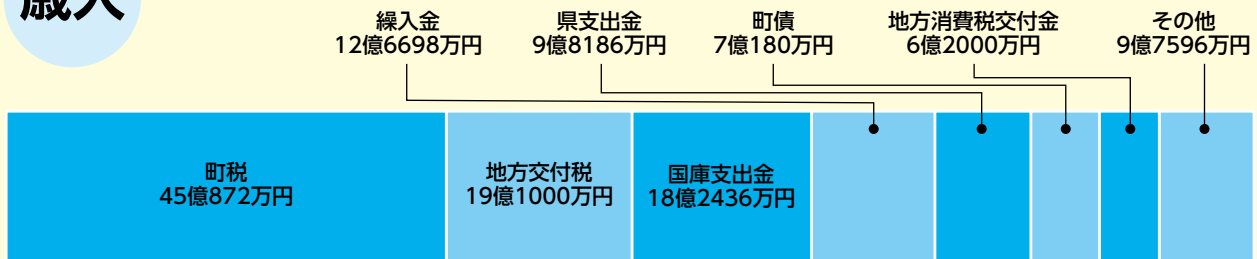 歳入
繰入金
12億6698万円
県支出金
9億8186万円
町債
7億180万円
地方消費税交付金
6億2000万円
その他
9億7596万円
町税
45億872万円
地方交付税
19億1000万円
国庫支出金
18億2436万円